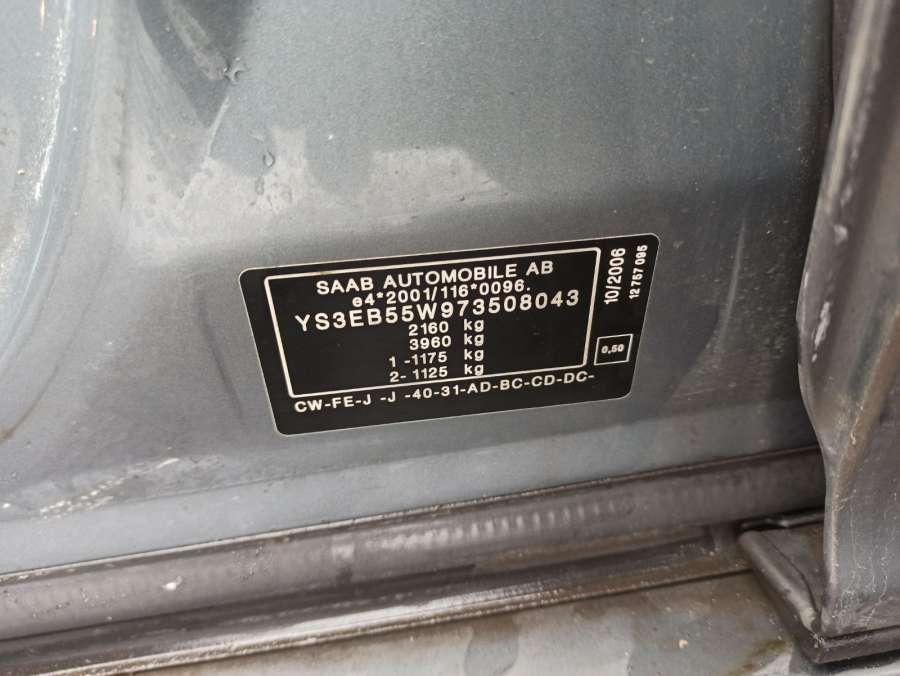 SAAB AUTOMOBILE AB
e4*2001/116*0096.
YS3EB55W973508043
2160 kg
3960 kg
1 -1175 kg
2- 1125 kg
CW-FE-J -J -40-31-AD-BC-CD-DC-
10/2006
12 757 095
0,50